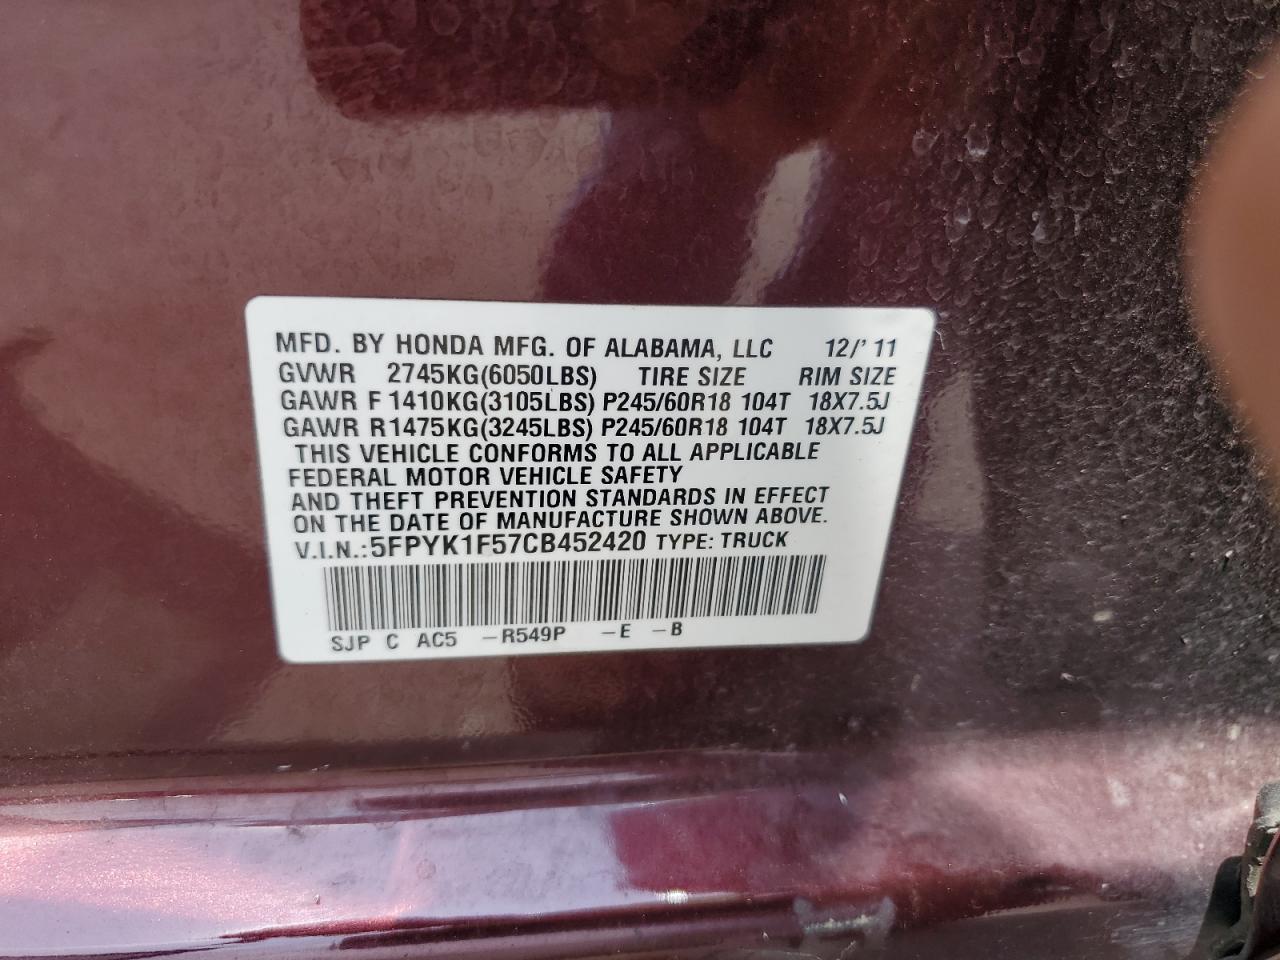 MFD. BY HONDA MFG. OF ALABAMA, LLC 12/' 11
GVWR 2745KG(6050LBS) TIRE SIZE RIM SIZE
GAWR F 1410KG(3105LBS) P245/60R18 104T 18X7.5J
GAWR R1475KG(3245LBS) P245/60R18 104T 18X7.5J
THIS VEHICLE CONFORMS TO ALL APPLICABLE
FEDERAL MOTOR VEHICLE SAFETY
AND THEFT PREVENTION STANDARDS IN EFFECT
ON THE DATE OF MANUFACTURE SHOWN ABOVE.
V.I.N.:5FPYK1F57CB452420 TYPE: TRUCK
SJP C AC5 -R549P -E -B